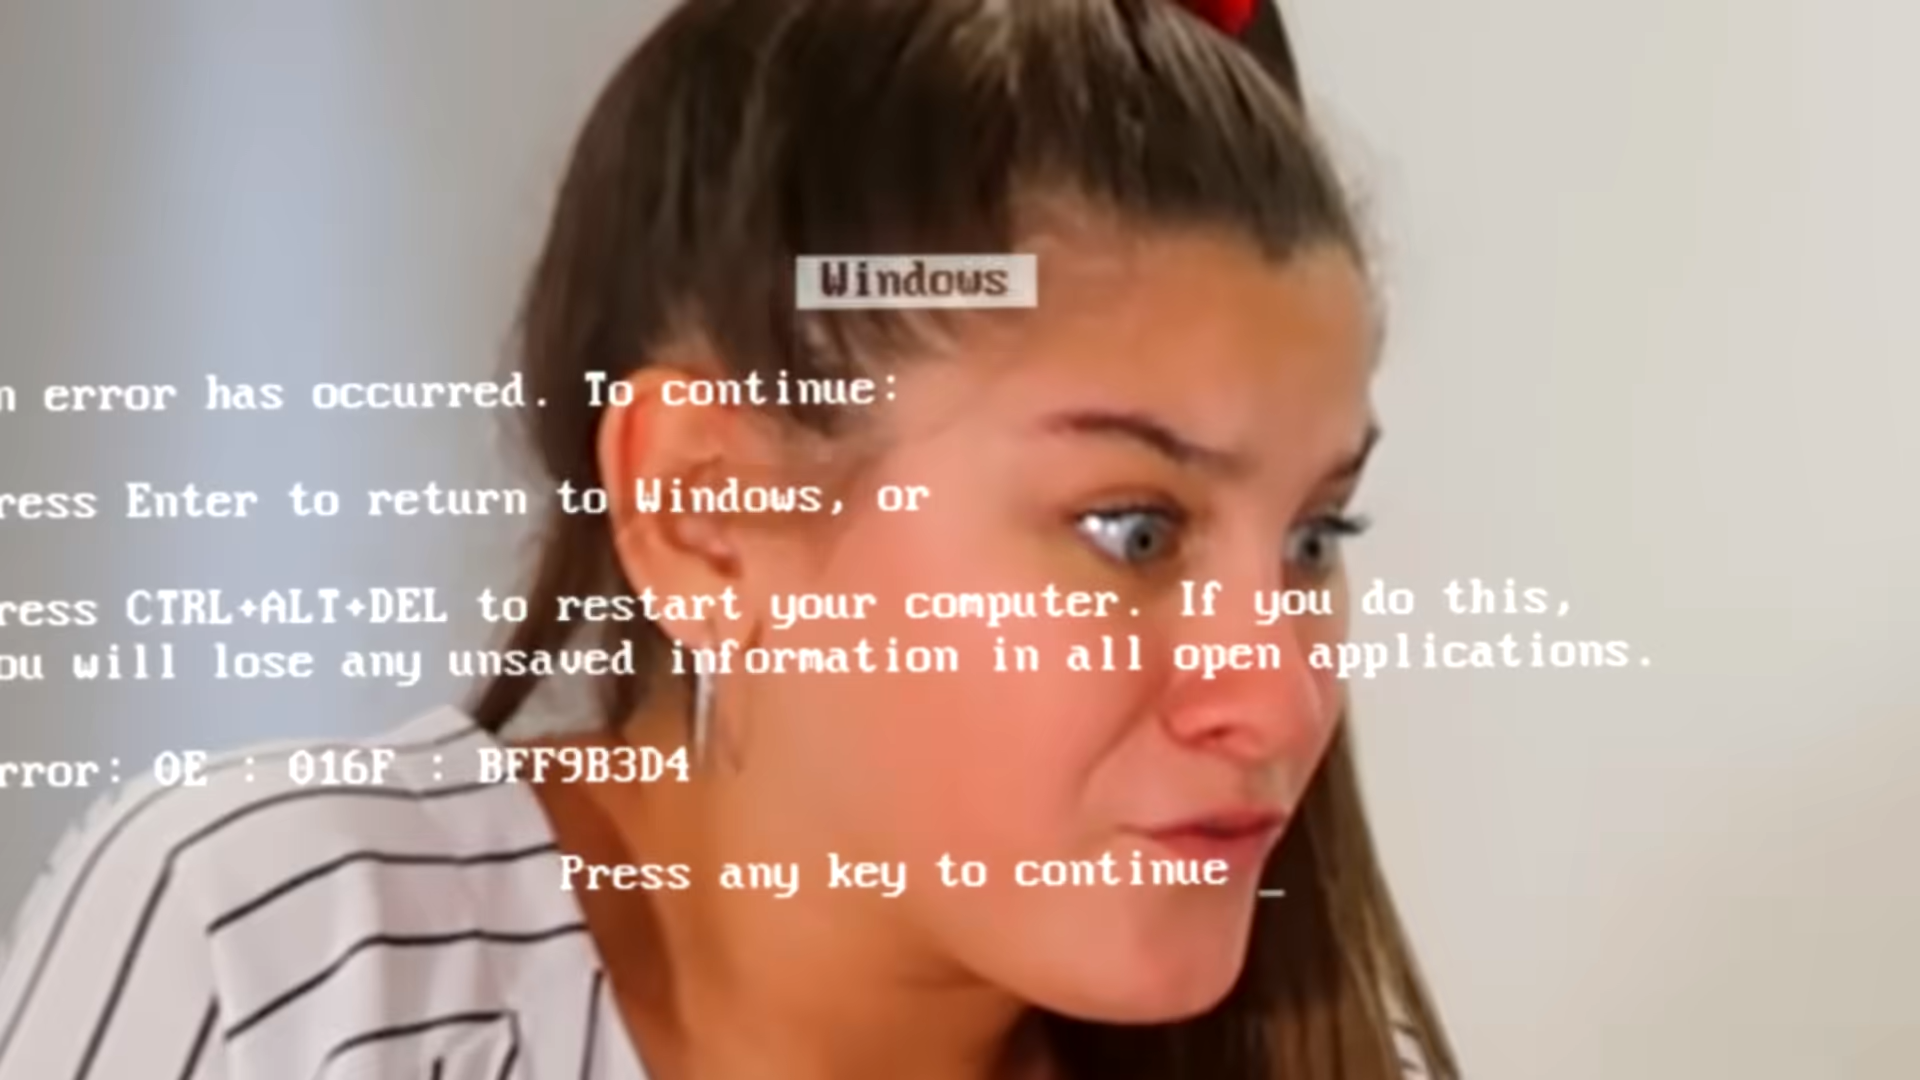 Windows
n error has occurred. To continue:
ress Enter to return to Windows, or
ress CTRL+ALT+DEL to restart your computer. If you do this,
ou will lose any unsaved information in all open applications.
rror: 0E : 016F : BFF9B3D4
Press any key to continue _